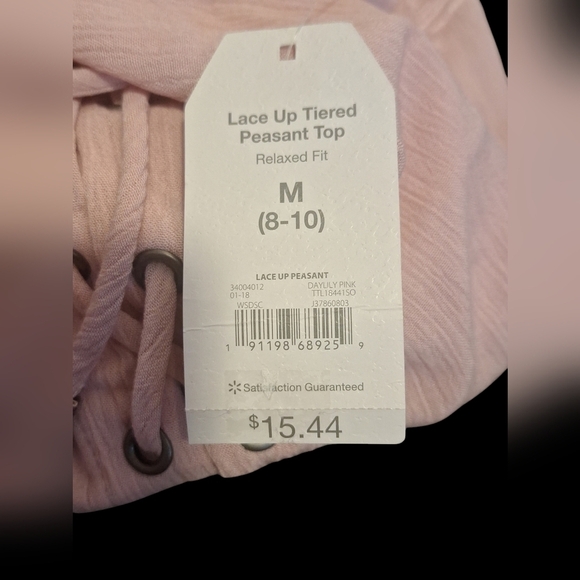 Lace Up Tiered
Peasant Top
Relaxed Fit
M
(8-10)
LACE UP PEASANT
34004012 DAYLILY PINK
01-18 TTL16441SO
WSDSC J37860803
1 91198 68925 9
Satisfaction Guaranteed
$15.44